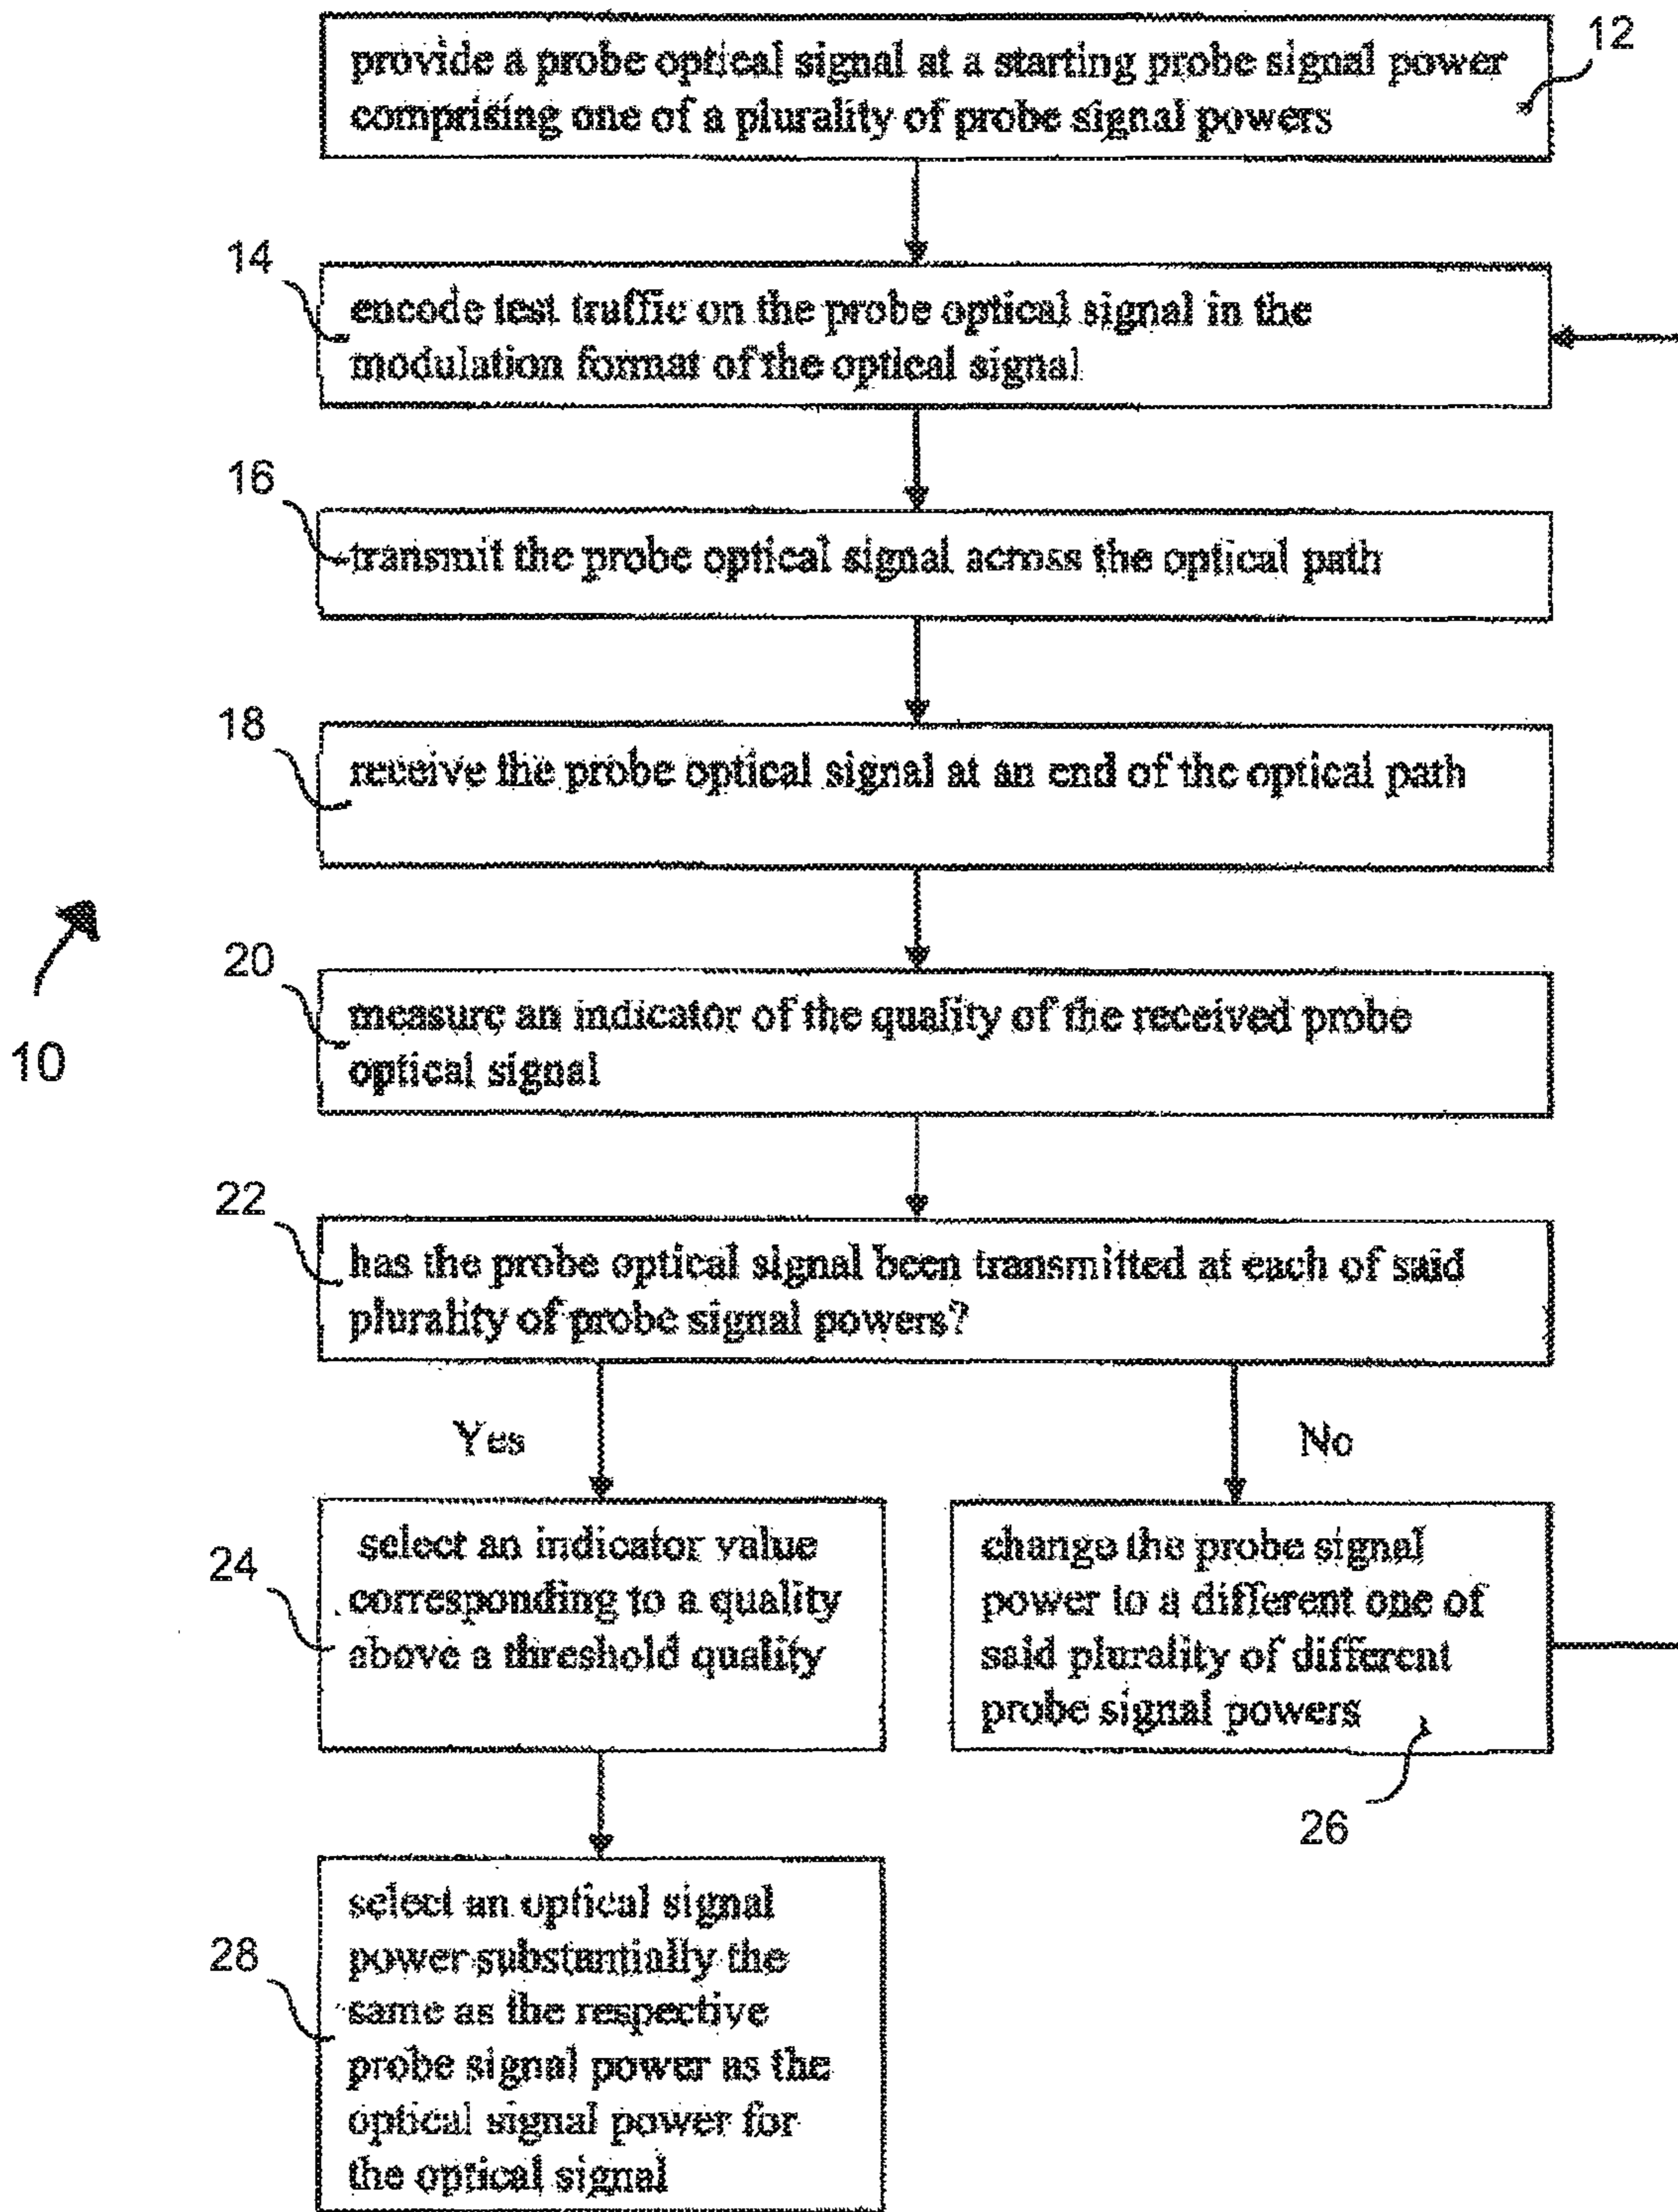 12
provide a probe optical signal at a starting probe signal power
comprising one of a plurality of probe signal powers
14
encode test traffic on the probe optical signal in the
modulation format of the optical signal
16
transmit the probe optical signal across the optical path
18
receive the probe optical signal at an end of the optical path
10
20
measure an indicator of the quality of the received probe
optical signal
22
has the probe optical signal been transmitted at each of said
plurality of probe signal powers?
Yes
No
24
select an indicator value
corresponding to a quality
above a threshold quality
change the probe signal
power to a different one of
said plurality of different
probe signal powers
26
28
select an optical signal
power substantially the
same as the respective
probe signal power as the
optical signal power for
the optical signal